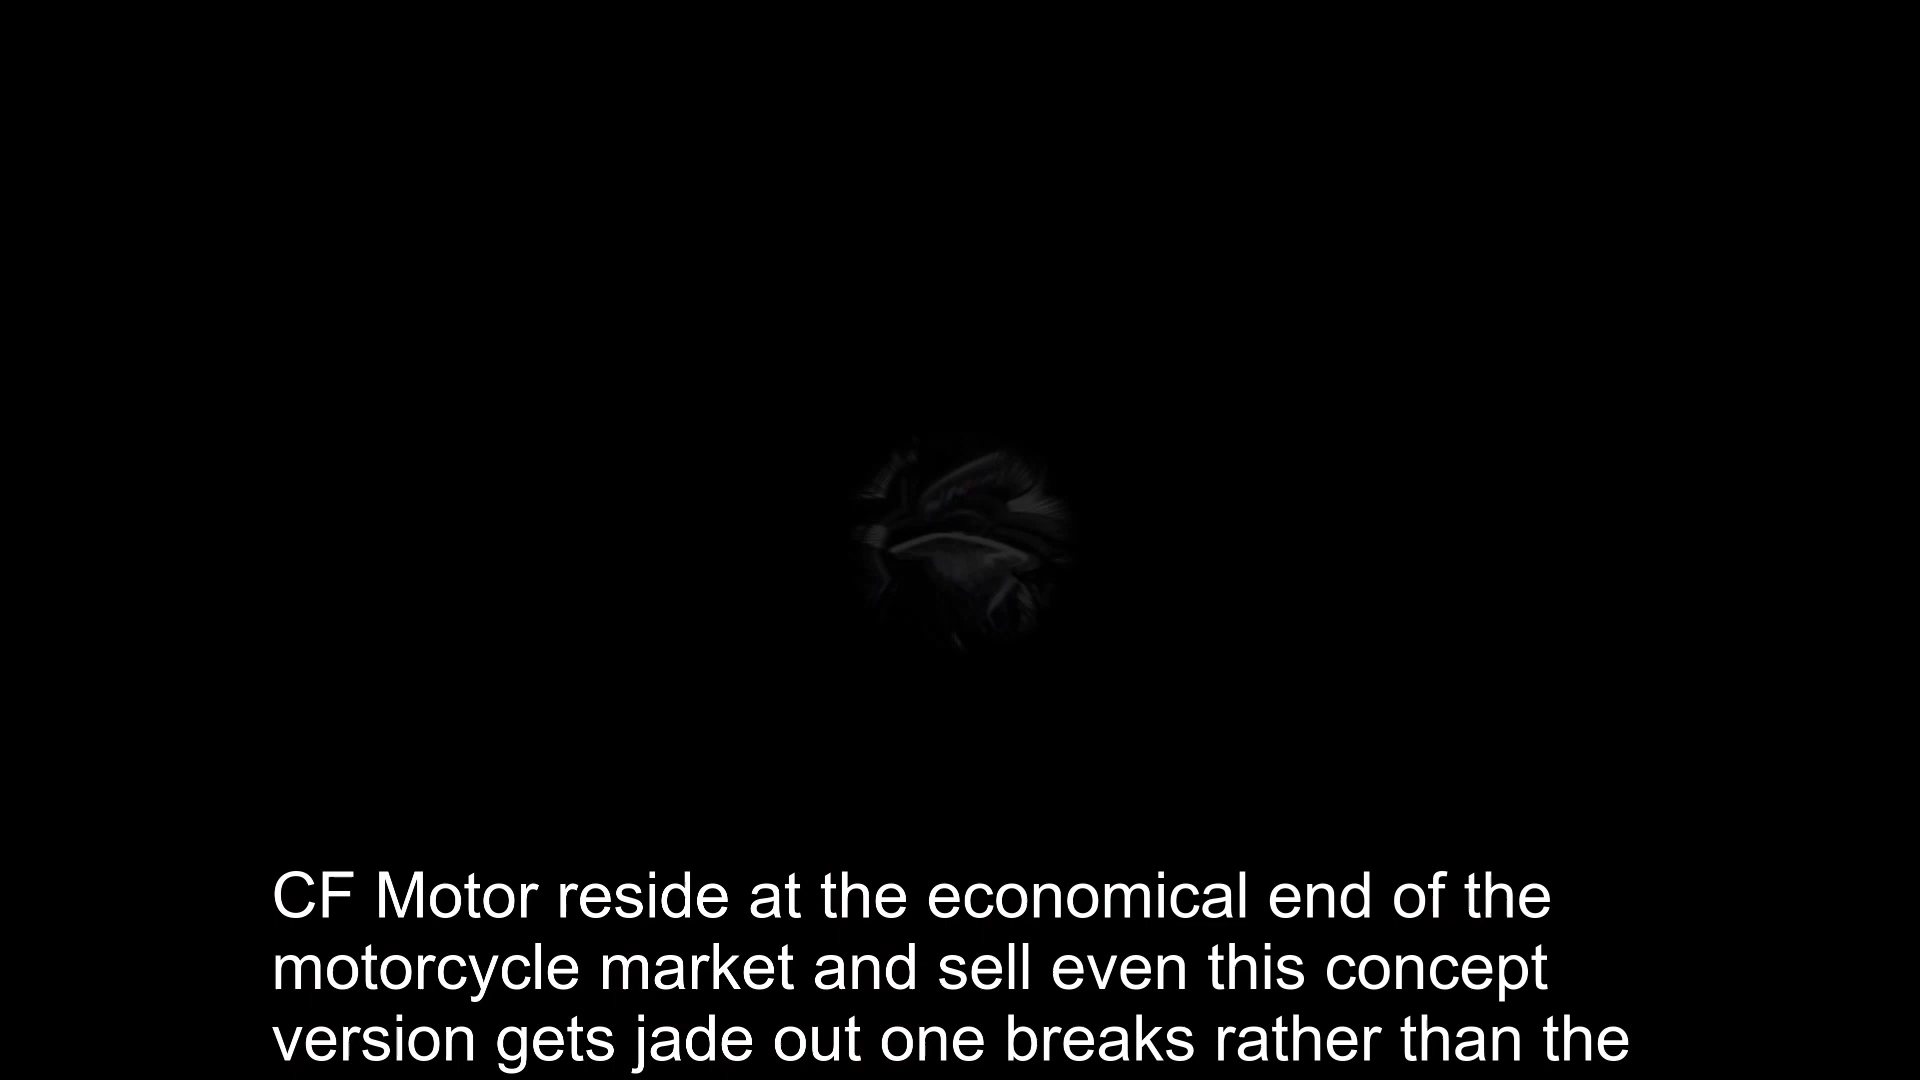 CF Motor reside at the economical end of the
motorcycle market and sell even this concept
version gets jade out one breaks rather than the